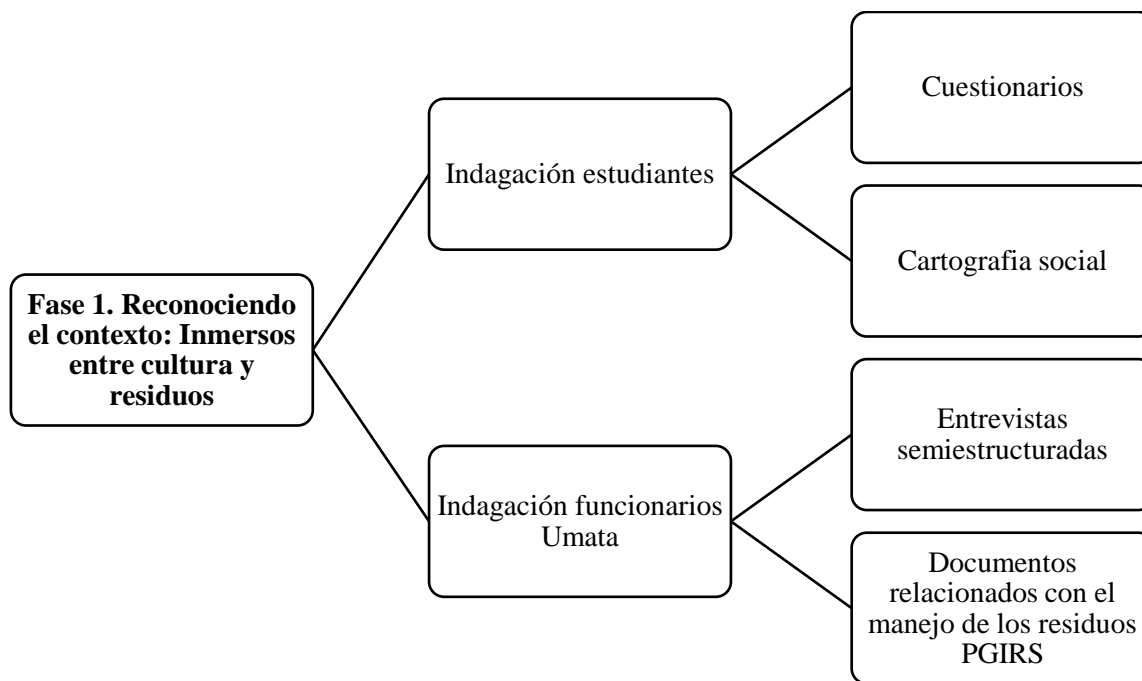 Fase 1. Reconociendo
el contexto: Inmersos
entre cultura y
residuos
Indagación estudiantes
Cuestionarios
Cartografia social
Indagación funcionarios
Umata
Entrevistas
semiestructuradas
Documentos
relacionados con el
manejo de los residuos
PGIRS